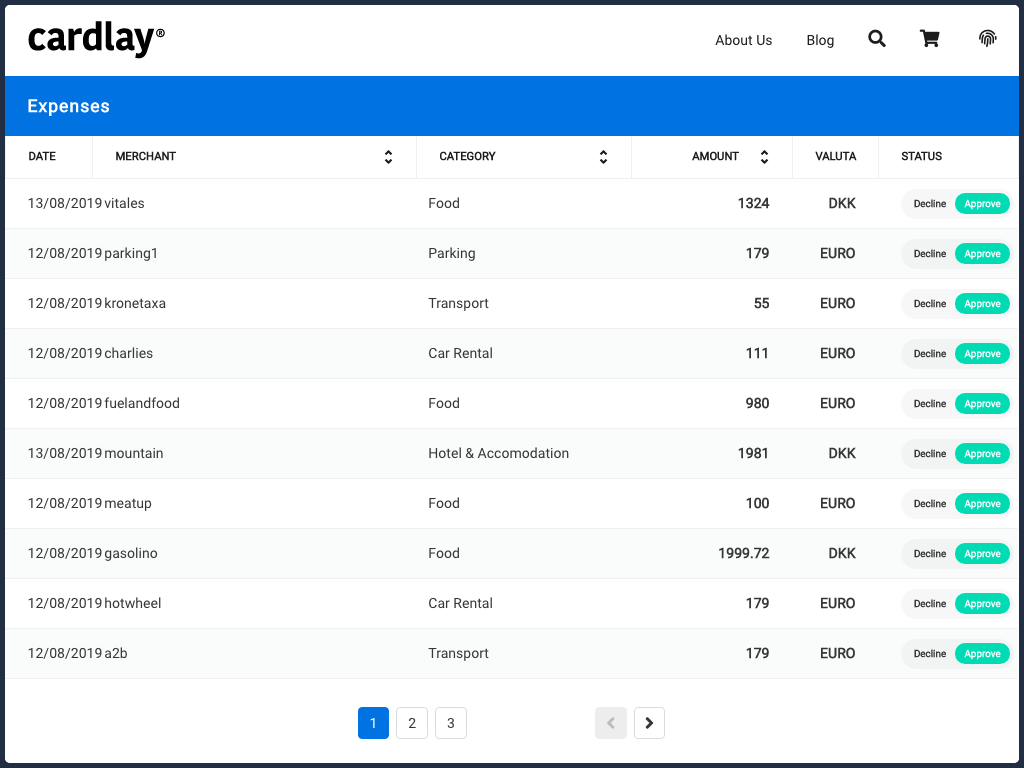 cardlay®
About Us Blog
Expenses
DATE MERCHANT CATEGORY AMOUNT VALUTA STATUS
13/08/2019 vitales Food 1324 DKK Decline Approve
12/08/2019 parking1 Parking 179 EURO Decline Approve
12/08/2019 kronetaxa Transport 55 EURO Decline Approve
12/08/2019 charlies Car Rental 111 EURO Decline Approve
12/08/2019 fuelandfood Food 980 EURO Decline Approve
13/08/2019 mountain Hotel & Accomodation 1981 DKK Decline Approve
12/08/2019 meatup Food 100 EURO Decline Approve
12/08/2019 gasolino Food 1999.72 DKK Decline Approve
12/08/2019 hotwheel Car Rental 179 EURO Decline Approve
12/08/2019 a2b Transport 179 EURO Decline Approve
1 2 3